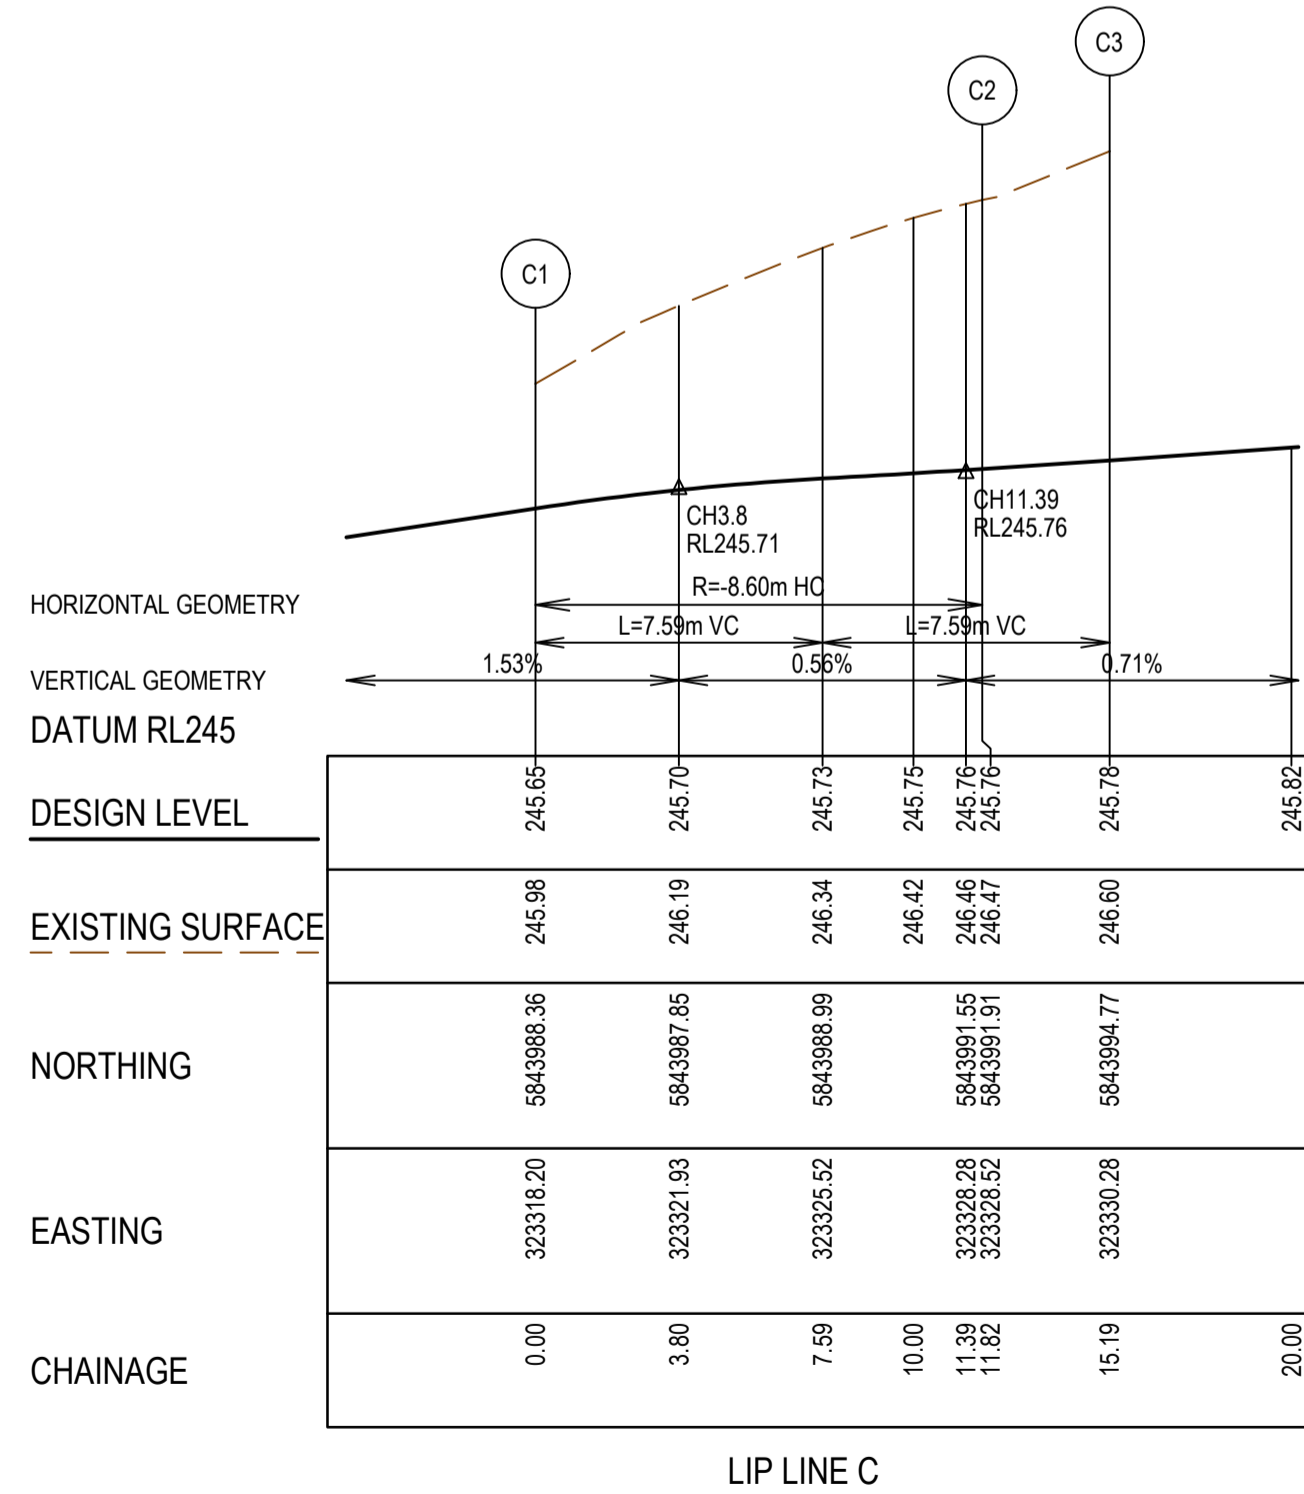 C3
C2
C1
CH3.8
RL245.71
CH11.39
RL245.76
HORIZONTAL GEOMETRY
R=-8.60m HC
L=7.59m VC
L=7.59m VC
VERTICAL GEOMETRY
1.53%
0.56%
0.71%
DATUM RL245
DESIGN LEVEL
245.65
245.70
245.73
245.75
245.76
245.76
245.78
245.82
EXISTING SURFACE
245.98
246.19
246.34
246.42
246.46
246.47
246.60
NORTHING
5843988.36
5843987.85
5843988.99
5843991.55
5843991.91
5843994.77
EASTING
323318.20
323321.93
323325.52
323328.28
323328.52
323330.28
CHAINAGE
0.00
3.80
7.59
10.00
11.39
11.82
15.19
20.00
LIP LINE C